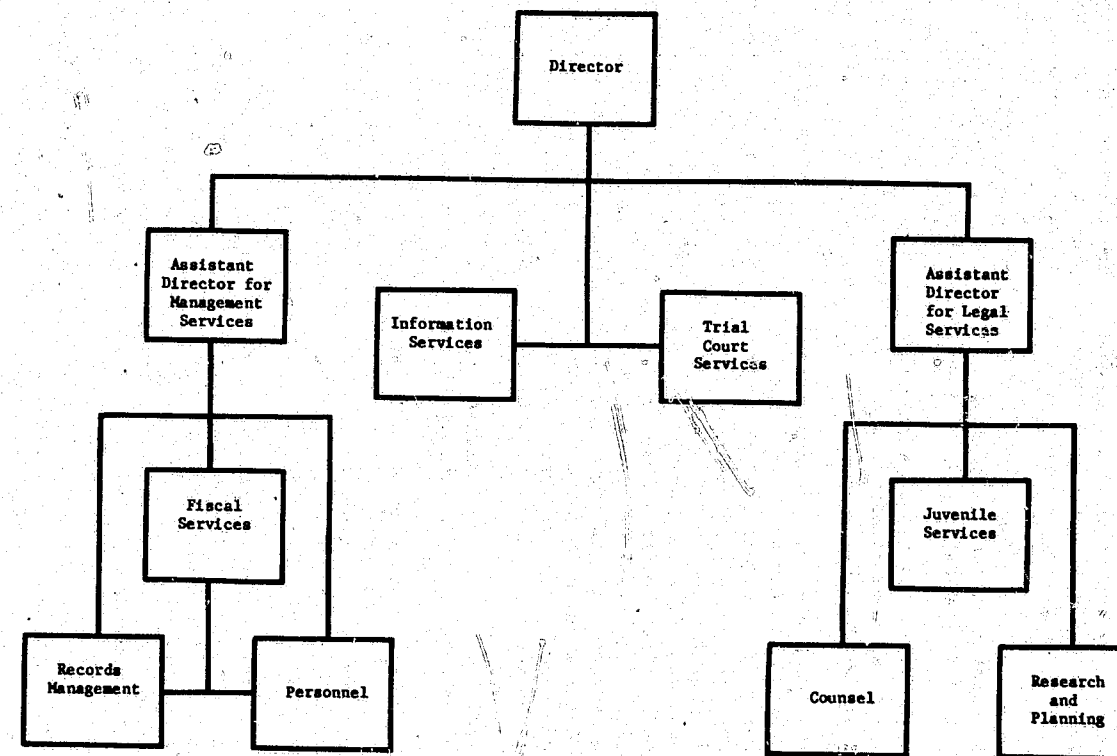 Director
Assistant
Director for
Management
Services
Information
Services
Trial
Court
Services
Assistant
Director
for Legal
Services
Fiscal
Services
Juvenile
Services
Records
Management
Personnel
Counsel
Research
and
Planning